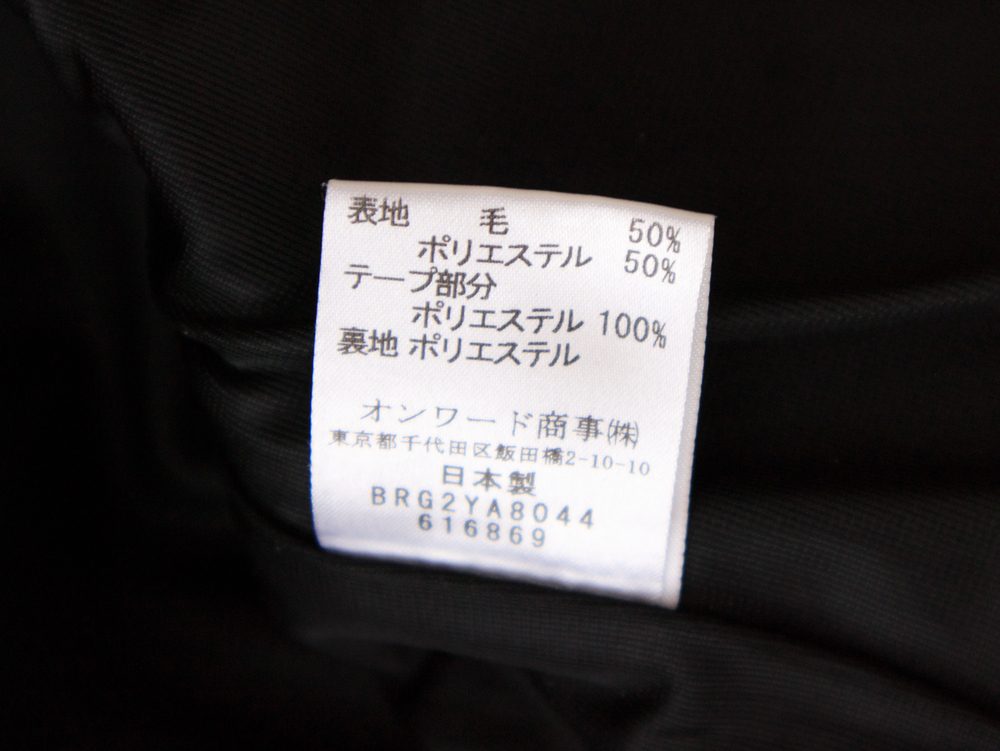 表地 毛 50%
ポリエステル 50%
テープ部分
ポリエステル 100%
裏地 ポリエステル
オンワード商事㈱
東京都千代田区飯田橋2-10-10
日本製
BRG2YA8044
616869